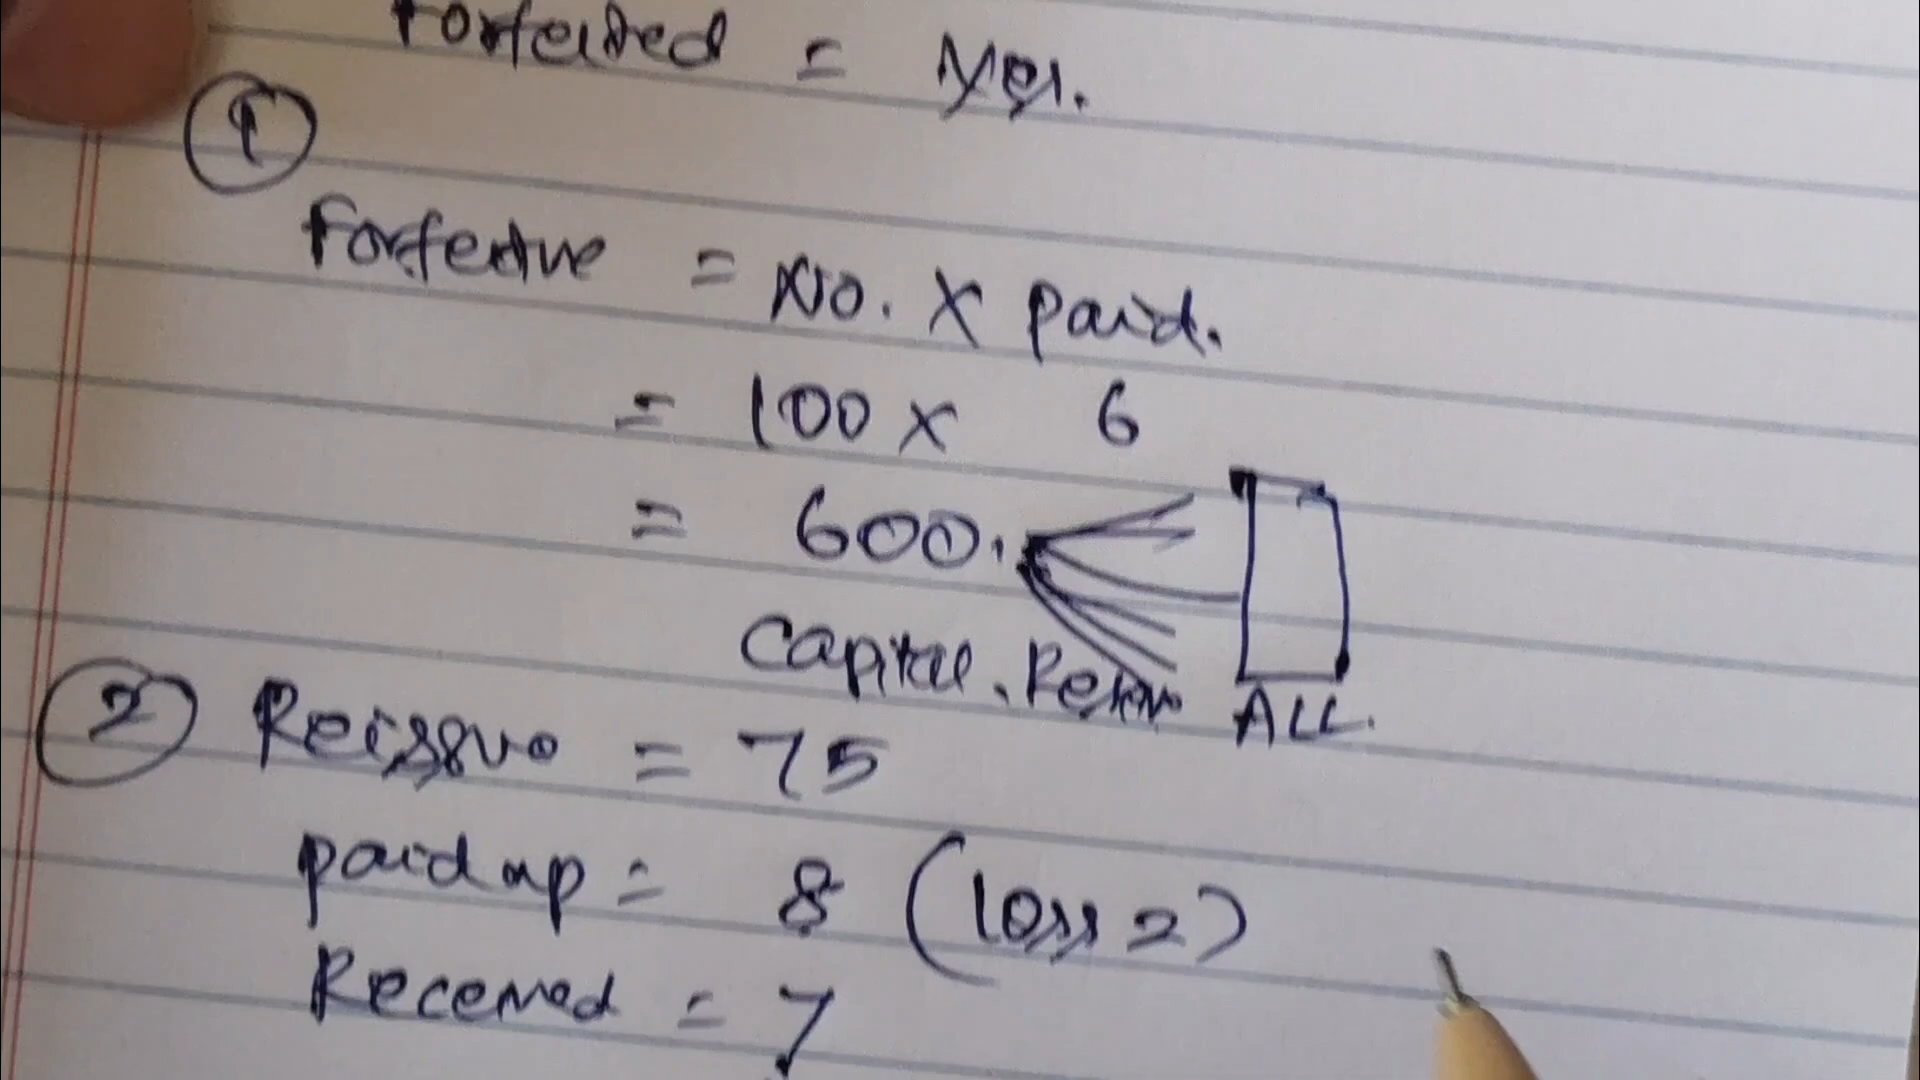 Forfeited = Yes.
①
Forfeiture = No. X paid.
= 100 x 6
= 600.
Capital. Reserve ALL.
② Reissue = 75
paid up = 8 (loss 2)
Received = 7